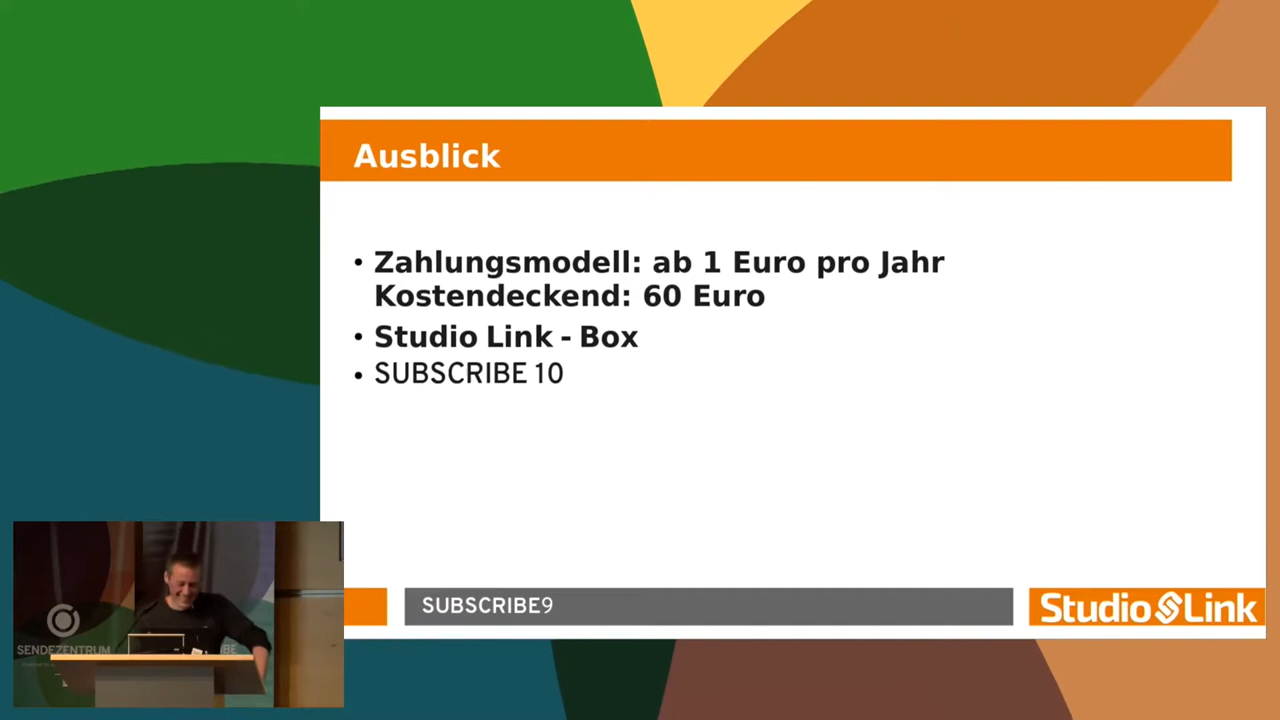 Ausblick
• Zahlungsmodell: ab 1 Euro pro Jahr
Kostendeckend: 60 Euro
• Studio Link - Box
• SUBSCRIBE 10
SUBSCRIBE9
Studio Link
SENDEZENTRUM